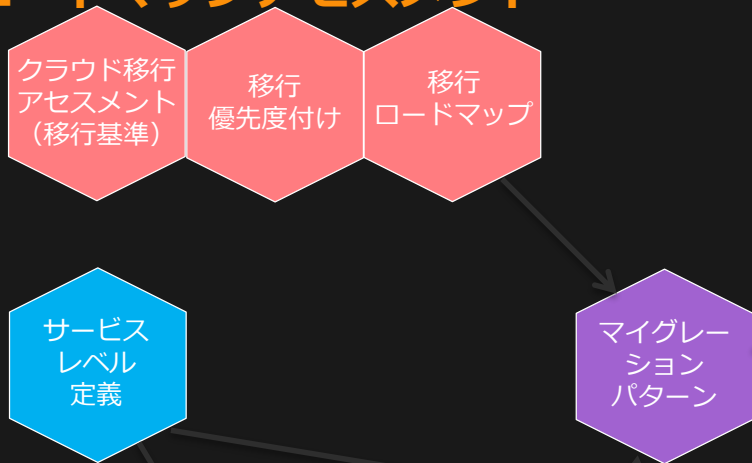 クラウド移行
アセスメント
（移行基準）
移行
優先度付け
移行
ロードマップ
サービス
レベル
定義
マイグレー
ション
パターン